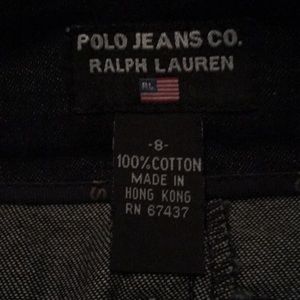 POLO JEANS CO.
RALPH LAUREN
RL
-8-
100% COTTON
MADE IN
HONG KONG
RN 67437
S